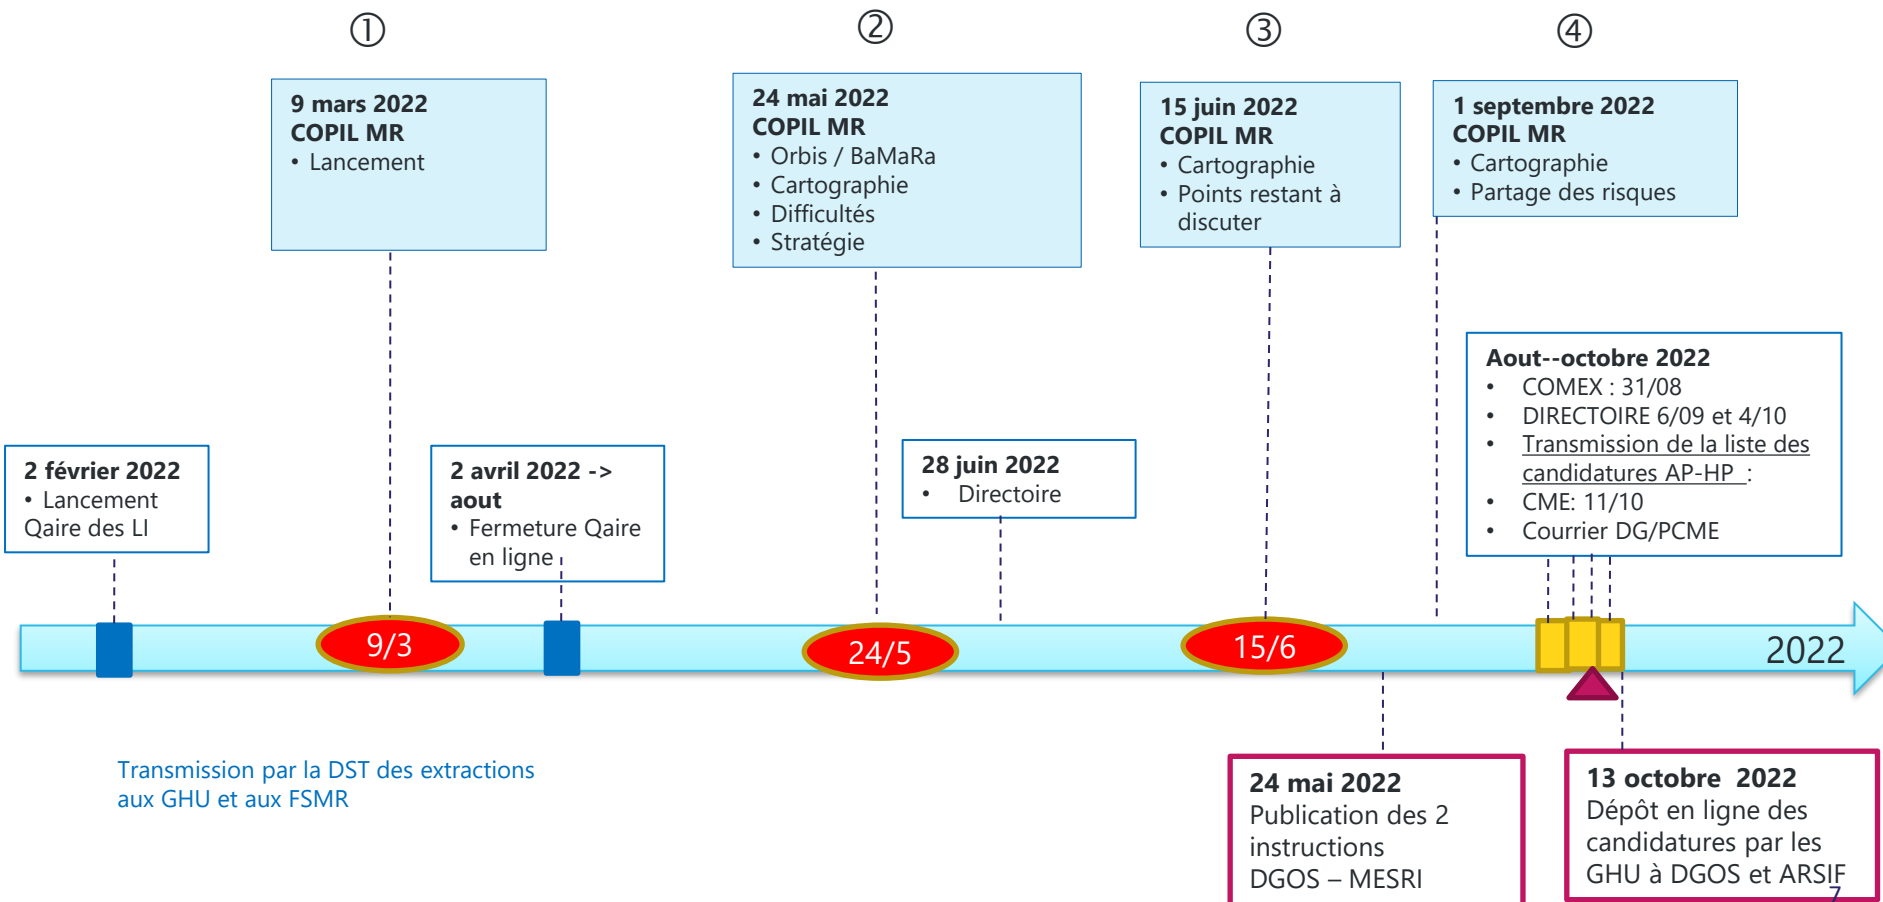 ①
②
③
④
9 mars 2022
COPIL MR
• Lancement
24 mai 2022
COPIL MR
• Orbis / BaMaRa
• Cartographie
• Difficultés
• Stratégie
15 juin 2022
COPIL MR
• Cartographie
• Points restant à
discuter
1 septembre 2022
COPIL MR
• Cartographie
• Partage des risques
2 février 2022
• Lancement
Qaire des LI
2 avril 2022 ->
aout
• Fermeture Qaire
en ligne
28 juin 2022
• Directoire
Aout--octobre 2022
• COMEX : 31/08
• DIRECTOIRE 6/09 et 4/10
• Transmission de la liste des
candidatures AP-HP :
• CME: 11/10
• Courrier DG/PCME
9/3
24/5
15/6
2022
Transmission par la DST des extractions
aux GHU et aux FSMR
24 mai 2022
Publication des 2
instructions
DGOS – MESRI
13 octobre 2022
Dépôt en ligne des
candidatures par les
GHU à DGOS et ARSIF
7